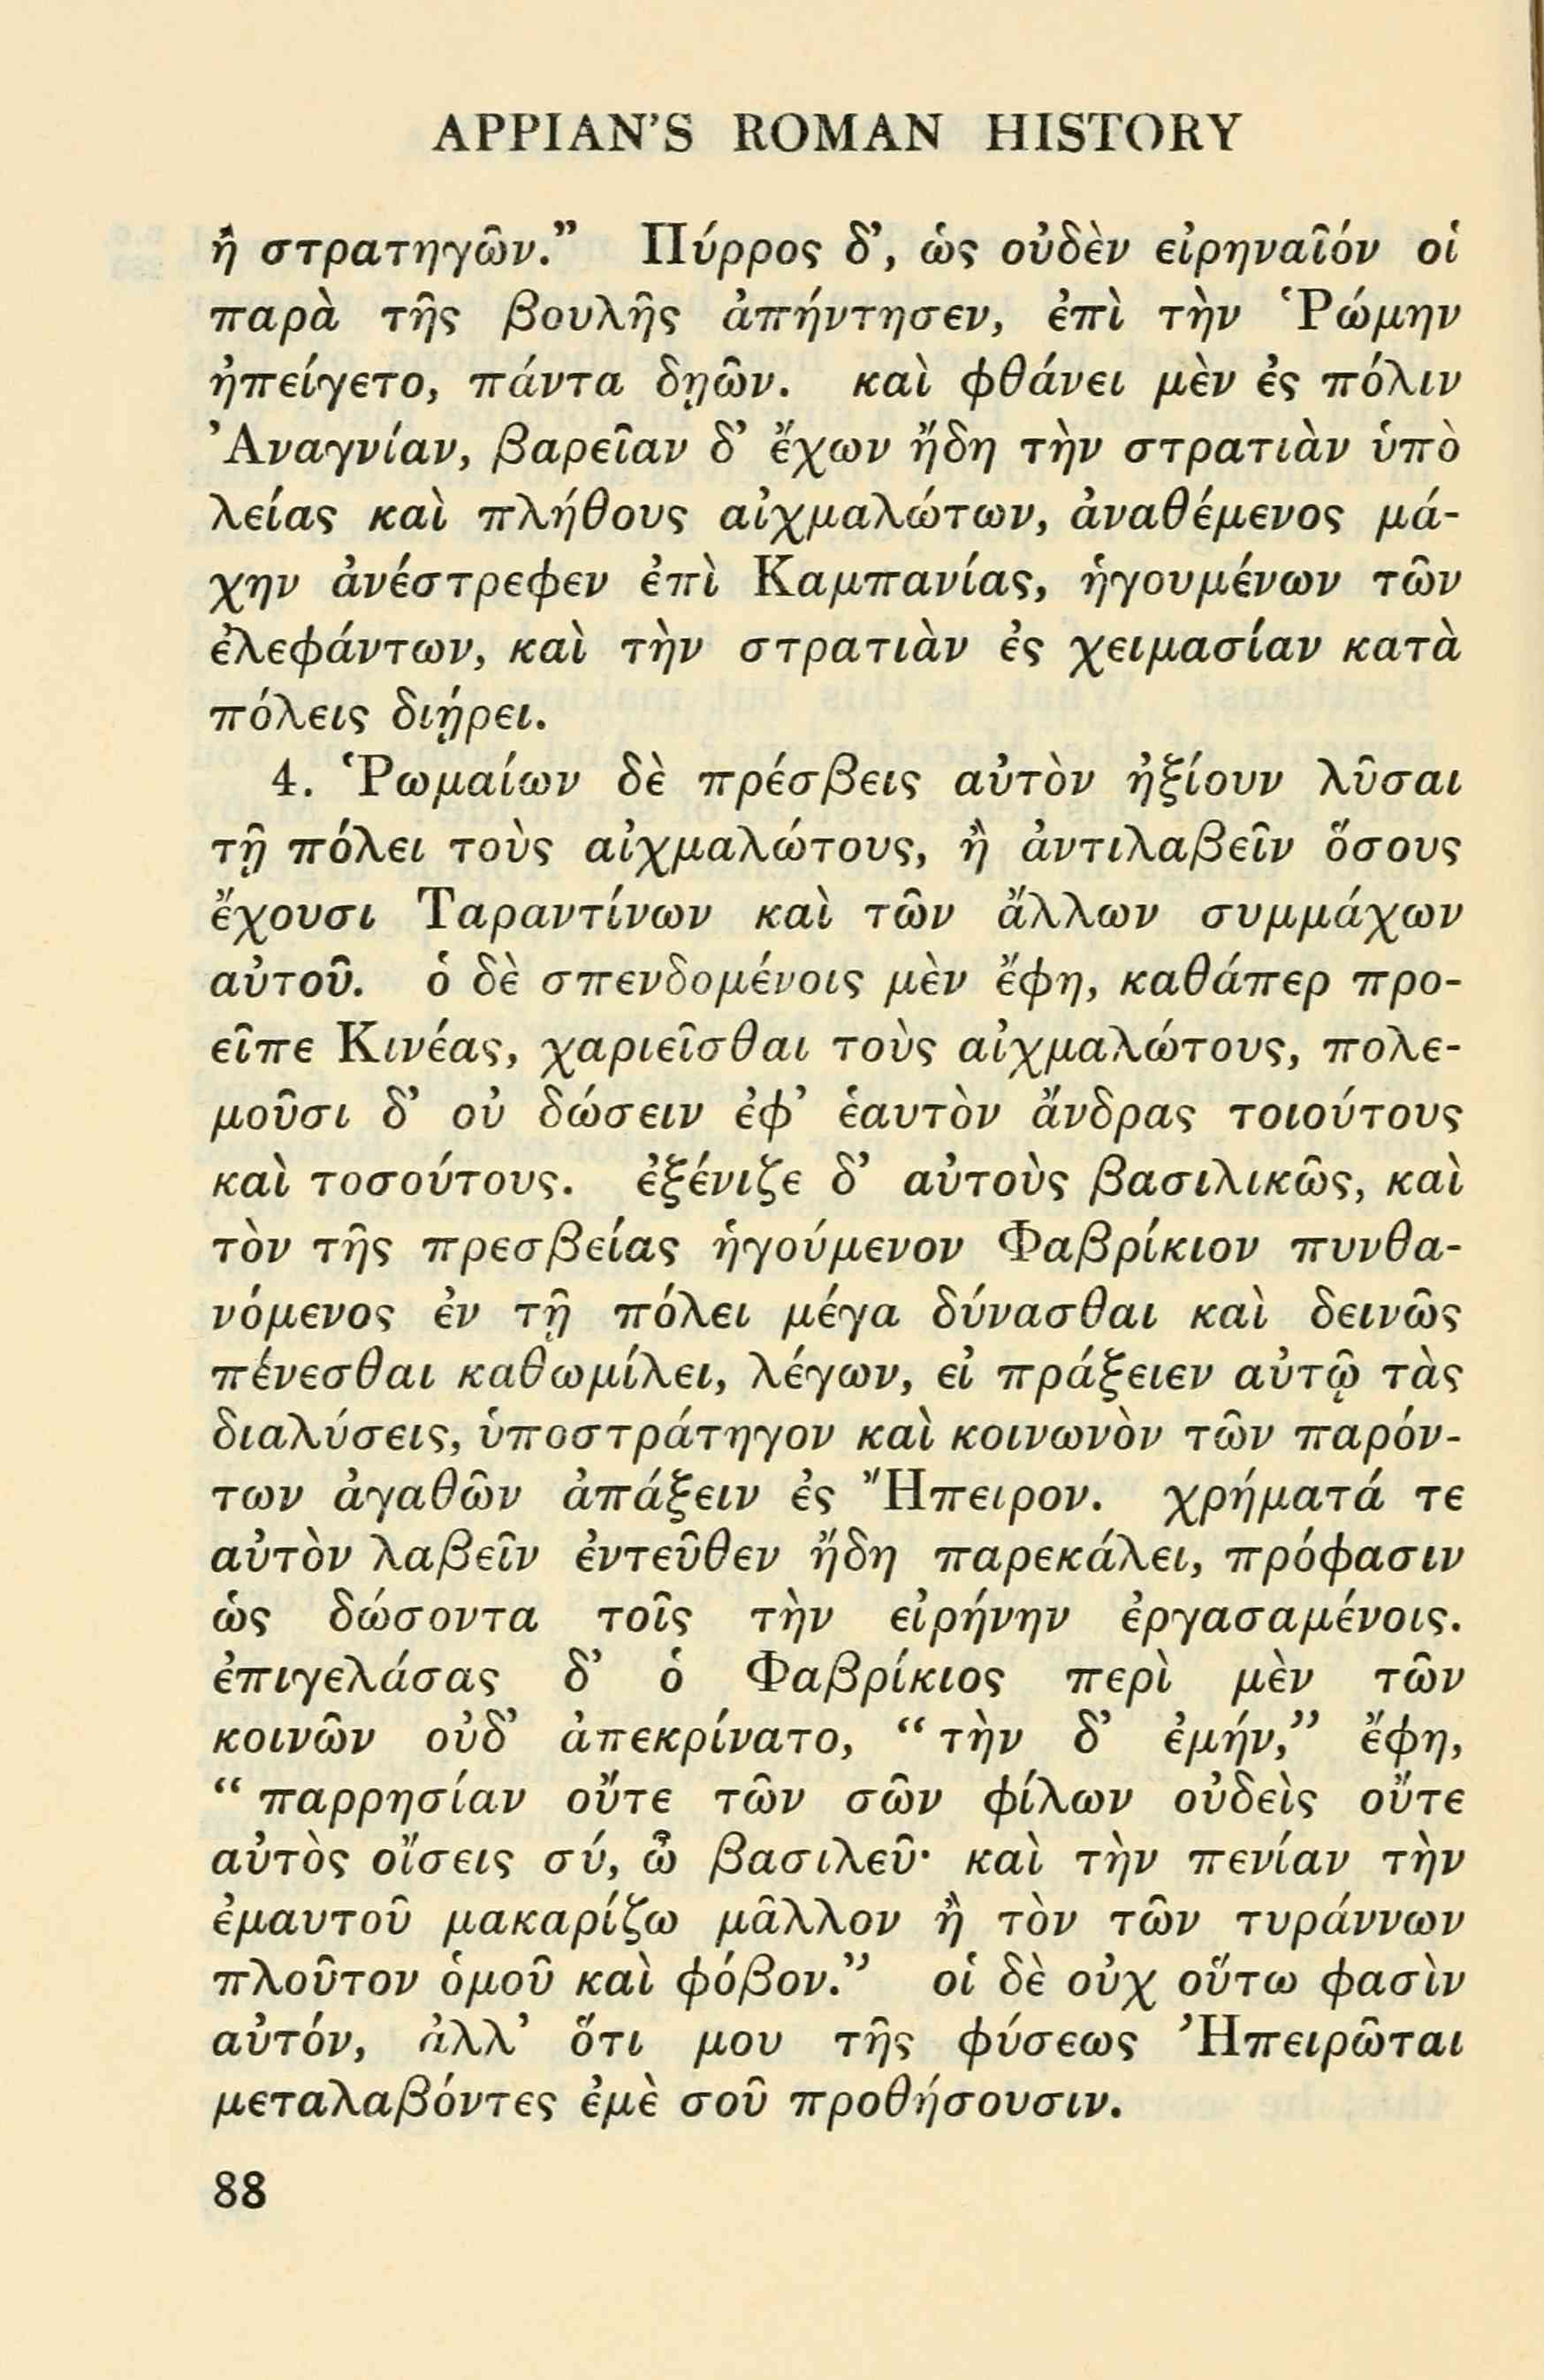 APPIAN'S ROMAN HISTORY
ἢ στρατηγῶν.” Πύρρος δ’, ὡς οὐδὲν εἰρηναῖόν οἱ
παρὰ τῆς βουλῆς ἀπήντησεν, ἐπὶ τὴν Ῥώμην
ἠπείγετο, πάντα δῃῶν. καὶ φθάνει μὲν ἐς πόλιν
Ἀναγνίαν, βαρεῖαν δ’ ἔχων ἤδη τὴν στρατιὰν ὑπὸ
λείας καὶ πλήθους αἰχμαλώτων, ἀναθέμενος μά-
χην ἀνέστρεφεν ἐπὶ Καμπανίας, ἡγουμένων τῶν
ἐλεφάντων, καὶ τὴν στρατιὰν ἐς χειμασίαν κατὰ
πόλεις διῄρει.
4. Ῥωμαίων δὲ πρέσβεις αὐτὸν ἠξίουν λῦσαι
τῇ πόλει τοὺς αἰχμαλώτους, ἢ ἀντιλαβεῖν ὅσους
ἔχουσι Ταραντίνων καὶ τῶν ἄλλων συμμάχων
αὐτοῦ. ὁ δὲ σπενδομένοις μὲν ἔφη, καθάπερ προ-
εῖπε Κινέας, χαριεῖσθαι τοὺς αἰχμαλώτους, πολε-
μοῦσι δ’ οὐ δώσειν ἐφ’ ἑαυτὸν ἄνδρας τοιούτους
καὶ τοσούτους. ἐξένιζε δ’ αὐτοὺς βασιλικῶς, καὶ
τὸν τῆς πρεσβείας ἡγούμενον Φαβρίκιον πυνθα-
νόμενος ἐν τῇ πόλει μέγα δύνασθαι καὶ δεινῶς
πένεσθαι καθωμίλει, λέγων, εἰ πράξειεν αὐτῷ τὰς
διαλύσεις, ὑποστράτηγον καὶ κοινωνὸν τῶν παρόν-
των ἀγαθῶν ἀπάξειν ἐς Ἤπειρον. χρήματά τε
αὐτὸν λαβεῖν ἐντεῦθεν ἤδη παρεκάλει, πρόφασιν
ὡς δώσοντα τοῖς τὴν εἰρήνην ἐργασαμένοις.
ἐπιγελάσας δ’ ὁ Φαβρίκιος περὶ μὲν τῶν
κοινῶν οὐδ’ ἀπεκρίνατο, “τὴν δ’ ἐμήν,” ἔφη,
“παρρησίαν οὔτε τῶν σῶν φίλων οὐδεὶς οὔτε
αὐτὸς οἴσεις σύ, ὦ βασιλεῦ· καὶ τὴν πενίαν τὴν
ἐμαυτοῦ μακαρίζω μᾶλλον ἢ τὸν τῶν τυράννων
πλοῦτον ὁμοῦ καὶ φόβον.” οἱ δὲ οὐχ οὕτω φασὶν
αὐτόν, ἀλλ’ ὅτι μου τῆς φύσεως Ἠπειρῶται
μεταλαβόντες ἐμὲ σοῦ προθήσουσιν.
88